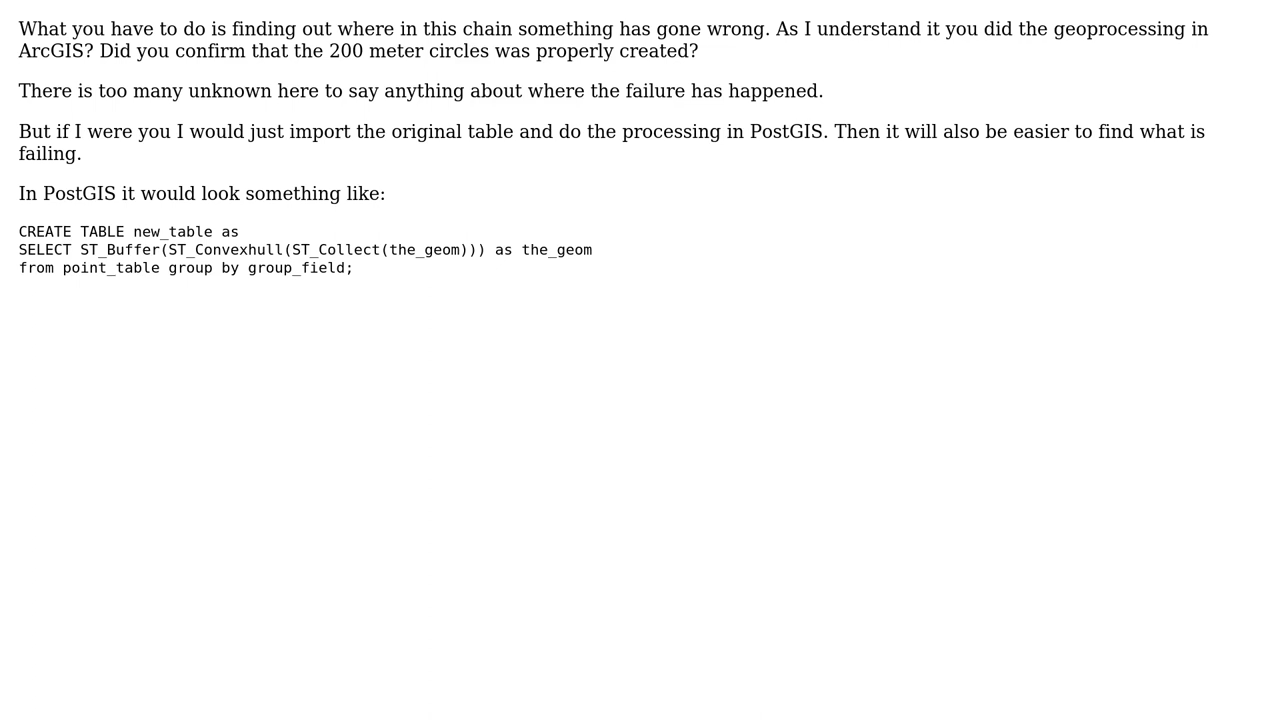 What you have to do is finding out where in this chain something has gone wrong. As I understand it you did the geoprocessing in
ArcGIS? Did you confirm that the 200 meter circles was properly created?
There is too many unknown here to say anything about where the failure has happened.
But if I were you I would just import the original table and do the processing in PostGIS. Then it will also be easier to find what is
failing.
In PostGIS it would look something like:
CREATE TABLE new_table as
SELECT ST_Buffer(ST_Convexhull(ST_Collect(the_geom))) as the_geom
from point_table group by group_field;